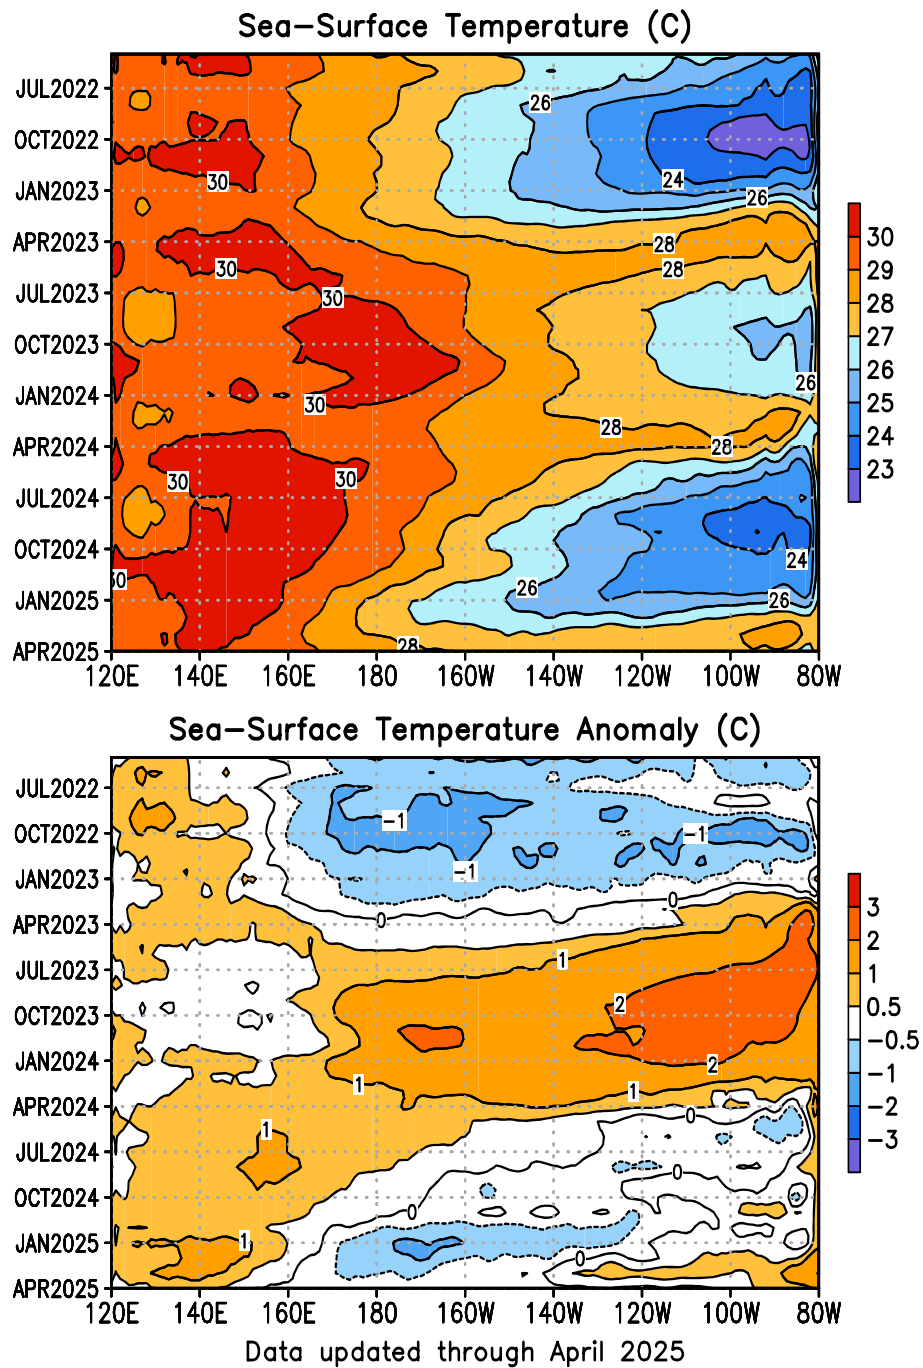 Sea-Surface Temperature (C)
JUL2022
OCT2022
JAN2023
APR2023
JUL2023
OCT2023
JAN2024
APR2024
JUL2024
OCT2024
JAN2025
APR2025
26
24
30
26
28
30
28
30
26
30
28
28
30
30
24
30
26
26
28
120E 140E 160E 180 160W 140W 120W 100W 80W
30
29
28
27
26
25
24
23
Sea-Surface Temperature Anomaly (C)
JUL2022
OCT2022
JAN2023
APR2023
JUL2023
OCT2023
JAN2024
APR2024
JUL2024
OCT2024
JAN2025
APR2025
-1
-1
-1
0
0
1
2
2
1
1
0
1
0
0
1
0
120E 140E 160E 180 160W 140W 120W 100W 80W
3
2
1
0.5
-0.5
-1
-2
-3
Data updated through April 2025